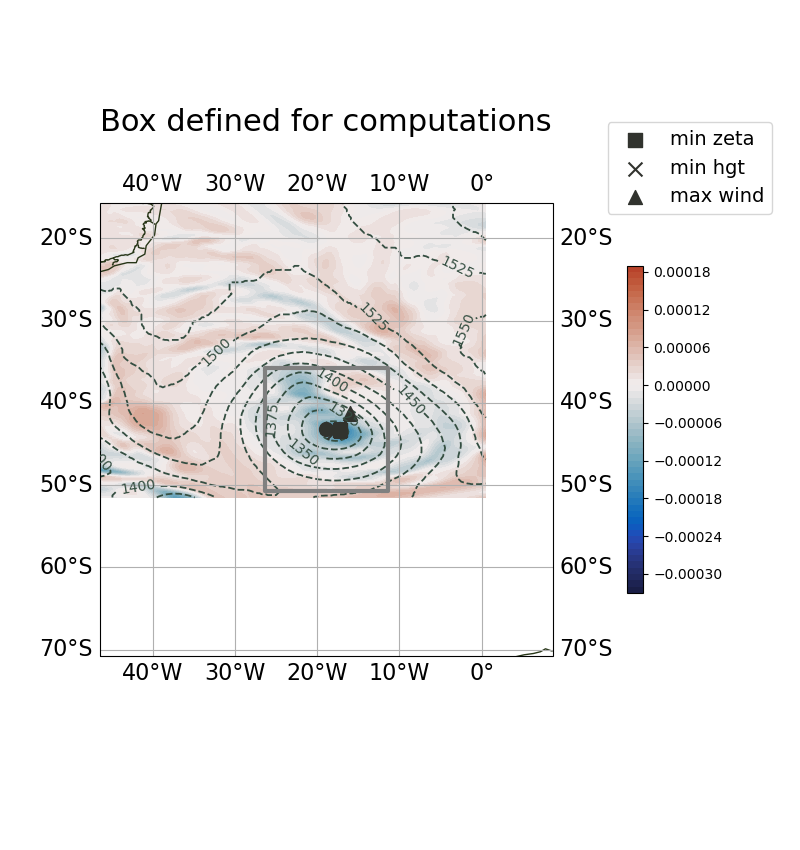 Box defined for computations
min zeta
min hgt
max wind
40°W 30°W 20°W 10°W 0°
20°S 20°S
30°S 30°S
40°S 40°S
50°S 50°S
60°S 60°S
70°S 70°S
40°W 30°W 20°W 10°W 0°
1525
1525
1550
1500
1400
1450
1375
1350
1400
0.00018
0.00012
0.00006
0.00000
−0.00006
−0.00012
−0.00018
−0.00024
−0.00030